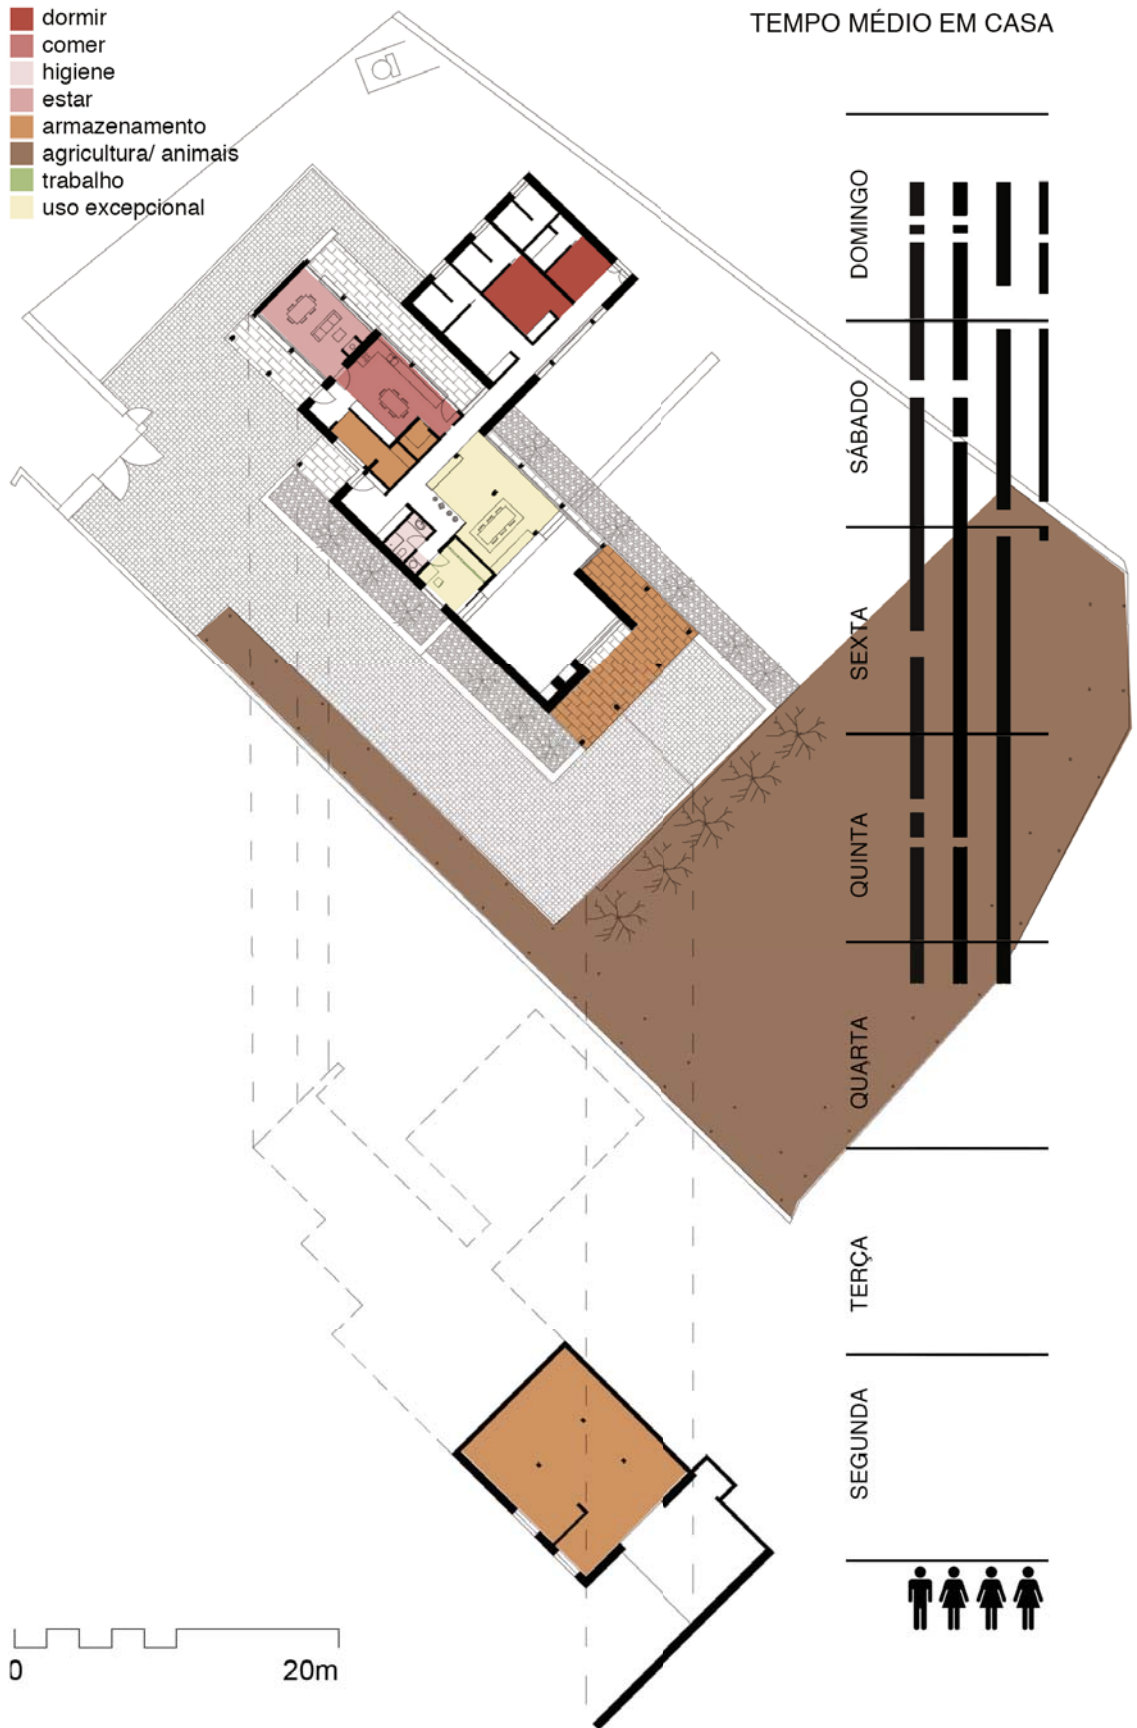 dormir
comer
higiene
estar
armazenamento
agricultura/ animais
trabalho
uso excepcional
TEMPO MÉDIO EM CASA
DOMINGO
SÁBADO
SEXTA
QUINTA
QUARTA
TERÇA
SEGUNDA
0 20m